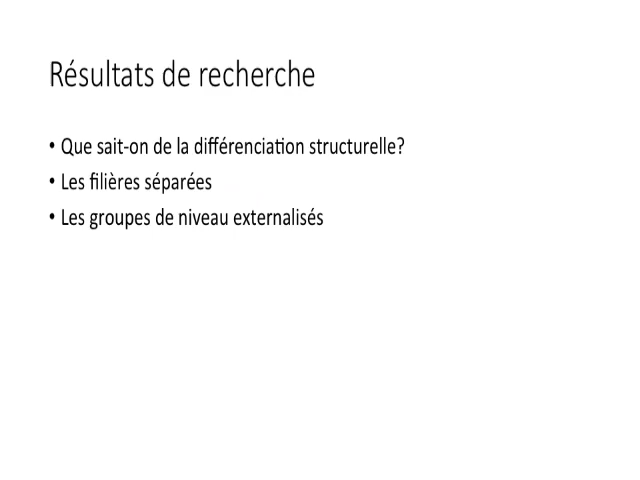 Résultats de recherche
• Que sait-on de la différenciation structurelle?
• Les filières séparées
• Les groupes de niveau externalisés